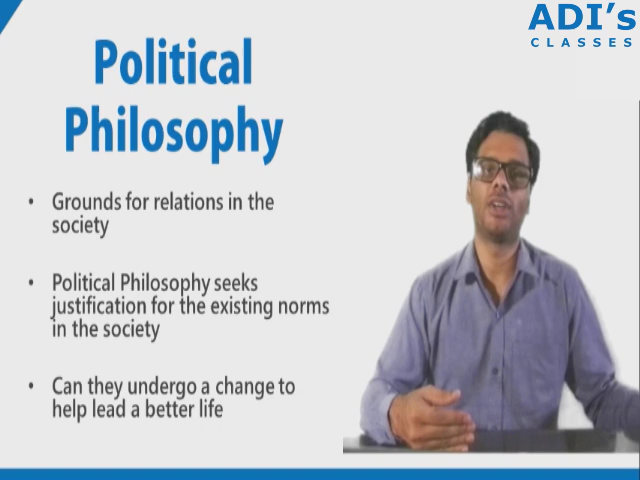 ADI's
CLASSES
Political
Philosophy
• Grounds for relations in the
society
• Political Philosophy seeks
justification for the existing norms
in the society
• Can they undergo a change to
help lead a better life